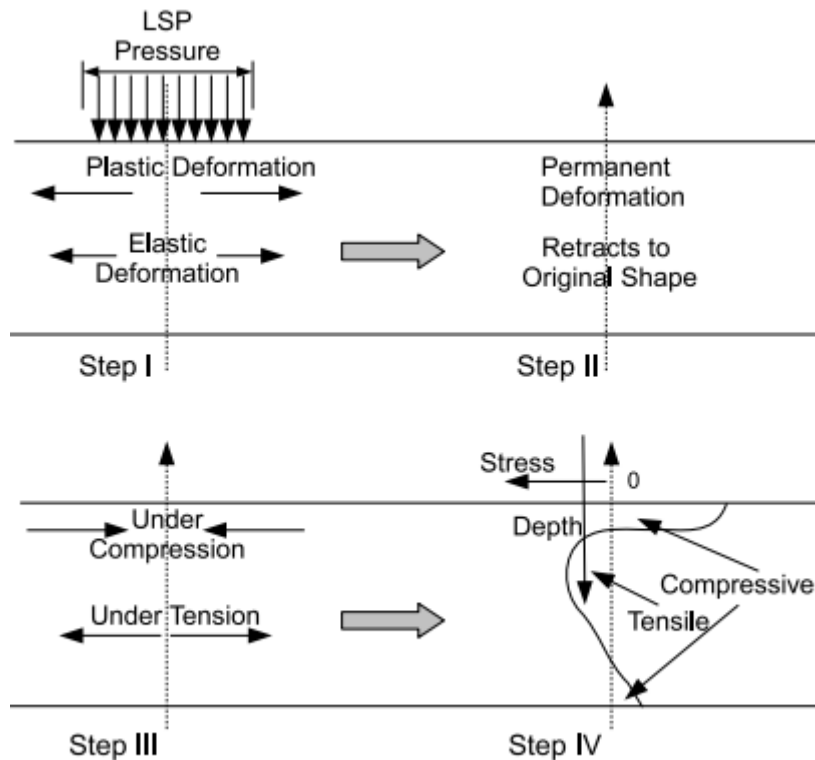 LSP
Pressure
Plastic Deformation
Elastic
Deformation
Step I
Permanent
Deformation
Retracts to
Original Shape
Step II
Under
Compression
Under Tension
Step III
Stress
0
Depth
Compressive
Tensile
Step IV